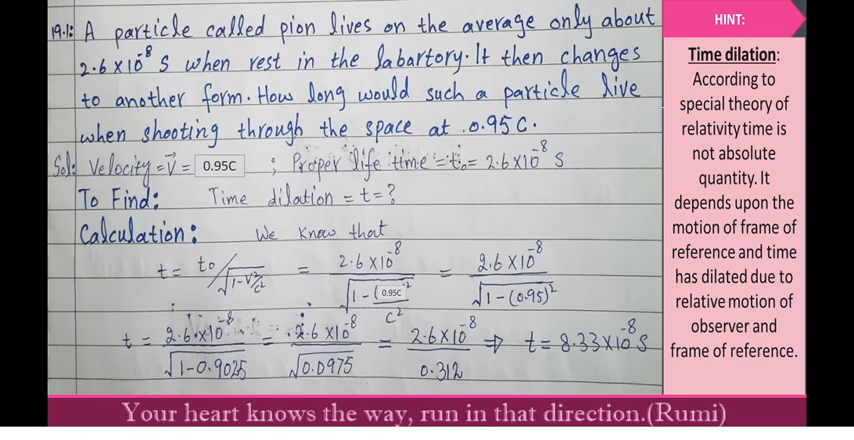 19.1: A particle called pion lives on the average only about
2.6×10⁻⁸ S when rest in the labartory. It then changes
to another form. How long would such a particle live
when shooting through the space at 0.95C.
Sol: Velocity = V⃗ = 0.95C ; Proper life time = t₀ = 2.6×10⁻⁸ S
To Find: Time dilation = t = ?
Calculation: We know that
t = t₀/√(1-V²/C²) = 2.6×10⁻⁸/√(1-(0.95C)²/C²) = 2.6×10⁻⁸/√(1-(0.95)²)
t = 2.6×10⁻⁸/√(1-0.9025) = 2.6×10⁻⁸/√0.0975 = 2.6×10⁻⁸/0.312 ⇒ t = 8.33×10⁻⁸ S
HINT:
Time dilation:
According to
special theory of
relativity time is
not absolute
quantity. It
depends upon the
motion of frame of
reference and time
has dilated due to
relative motion of
observer and
frame of reference.
Your heart knows the way, run in that direction.(Rumi)